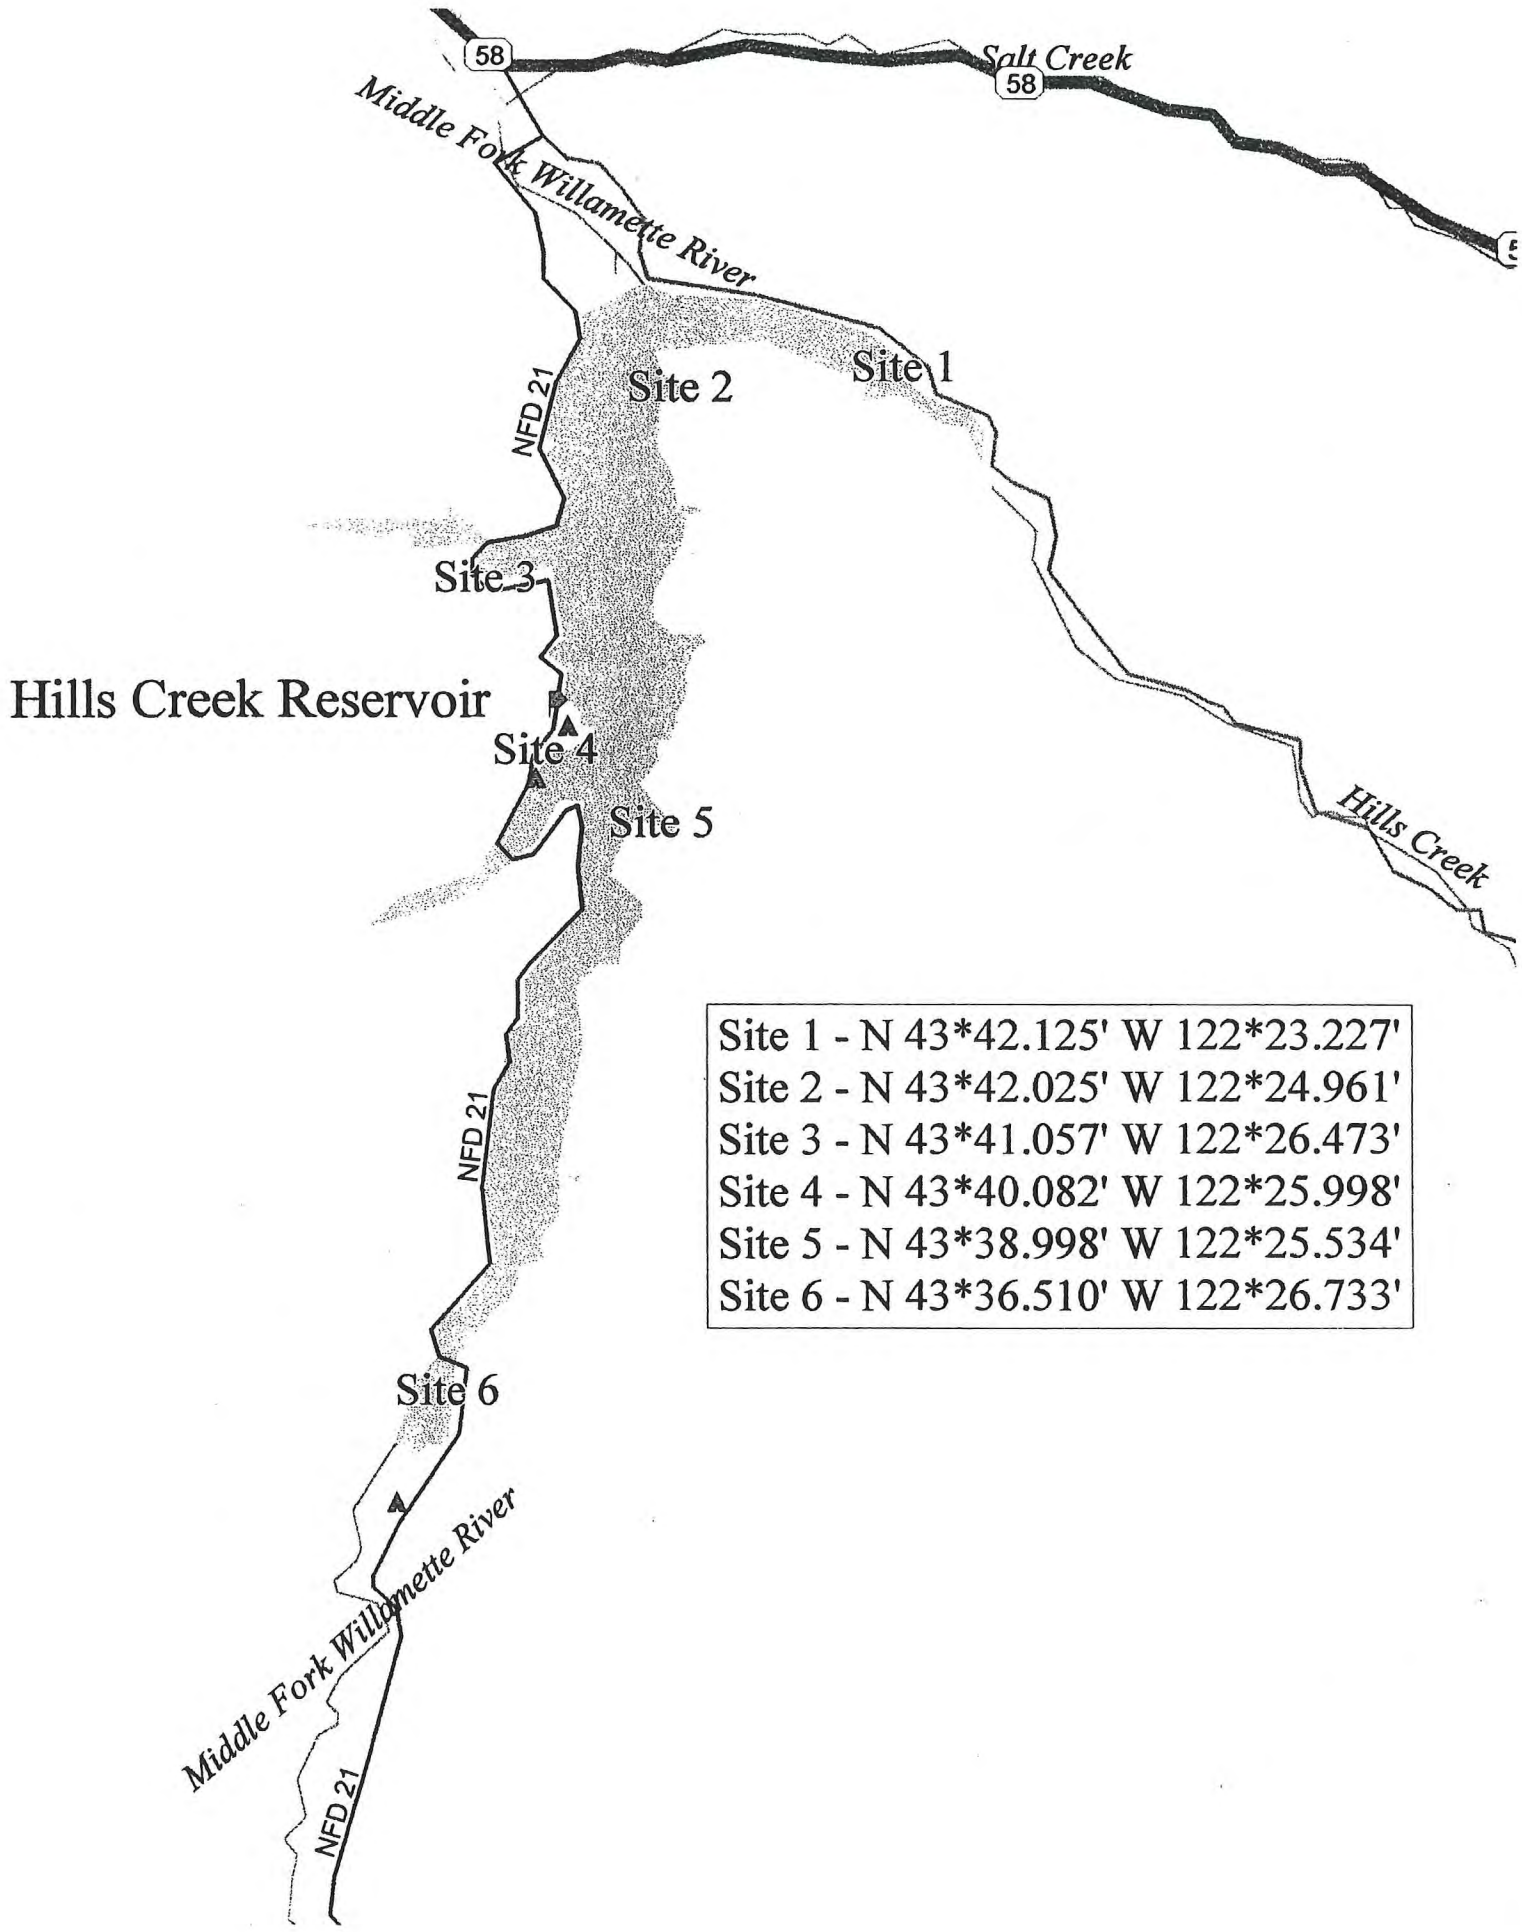 58
Salt Creek
58
Middle Fork Willamette River
5
Site 1
Site 2
NFD 21
Site 3
Hills Creek Reservoir
Site 4
Site 5
Hills Creek
Site 1 - N 43*42.125' W 122*23.227'
Site 2 - N 43*42.025' W 122*24.961'
Site 3 - N 43*41.057' W 122*26.473'
Site 4 - N 43*40.082' W 122*25.998'
Site 5 - N 43*38.998' W 122*25.534'
Site 6 - N 43*36.510' W 122*26.733'
NFD 21
Site 6
Middle Fork Willamette River
NFD 21